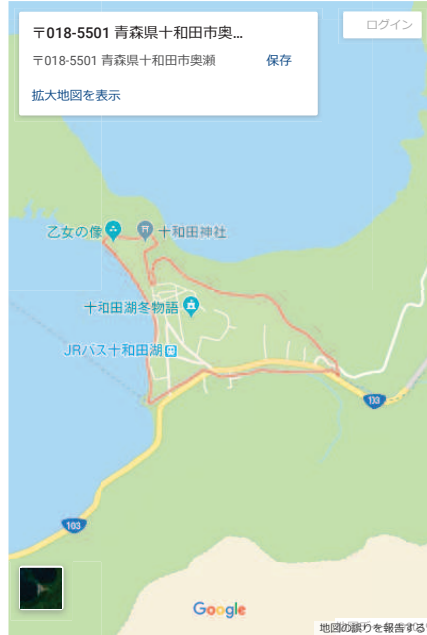 〒018-5501 青森県十和田市奥...
ログイン
〒018-5501 青森県十和田市奥瀬
保存
拡大地図を表示
乙女の像
十和田神社
十和田湖冬物語
JRバス十和田湖
103
103
Google
地図の誤りを報告する